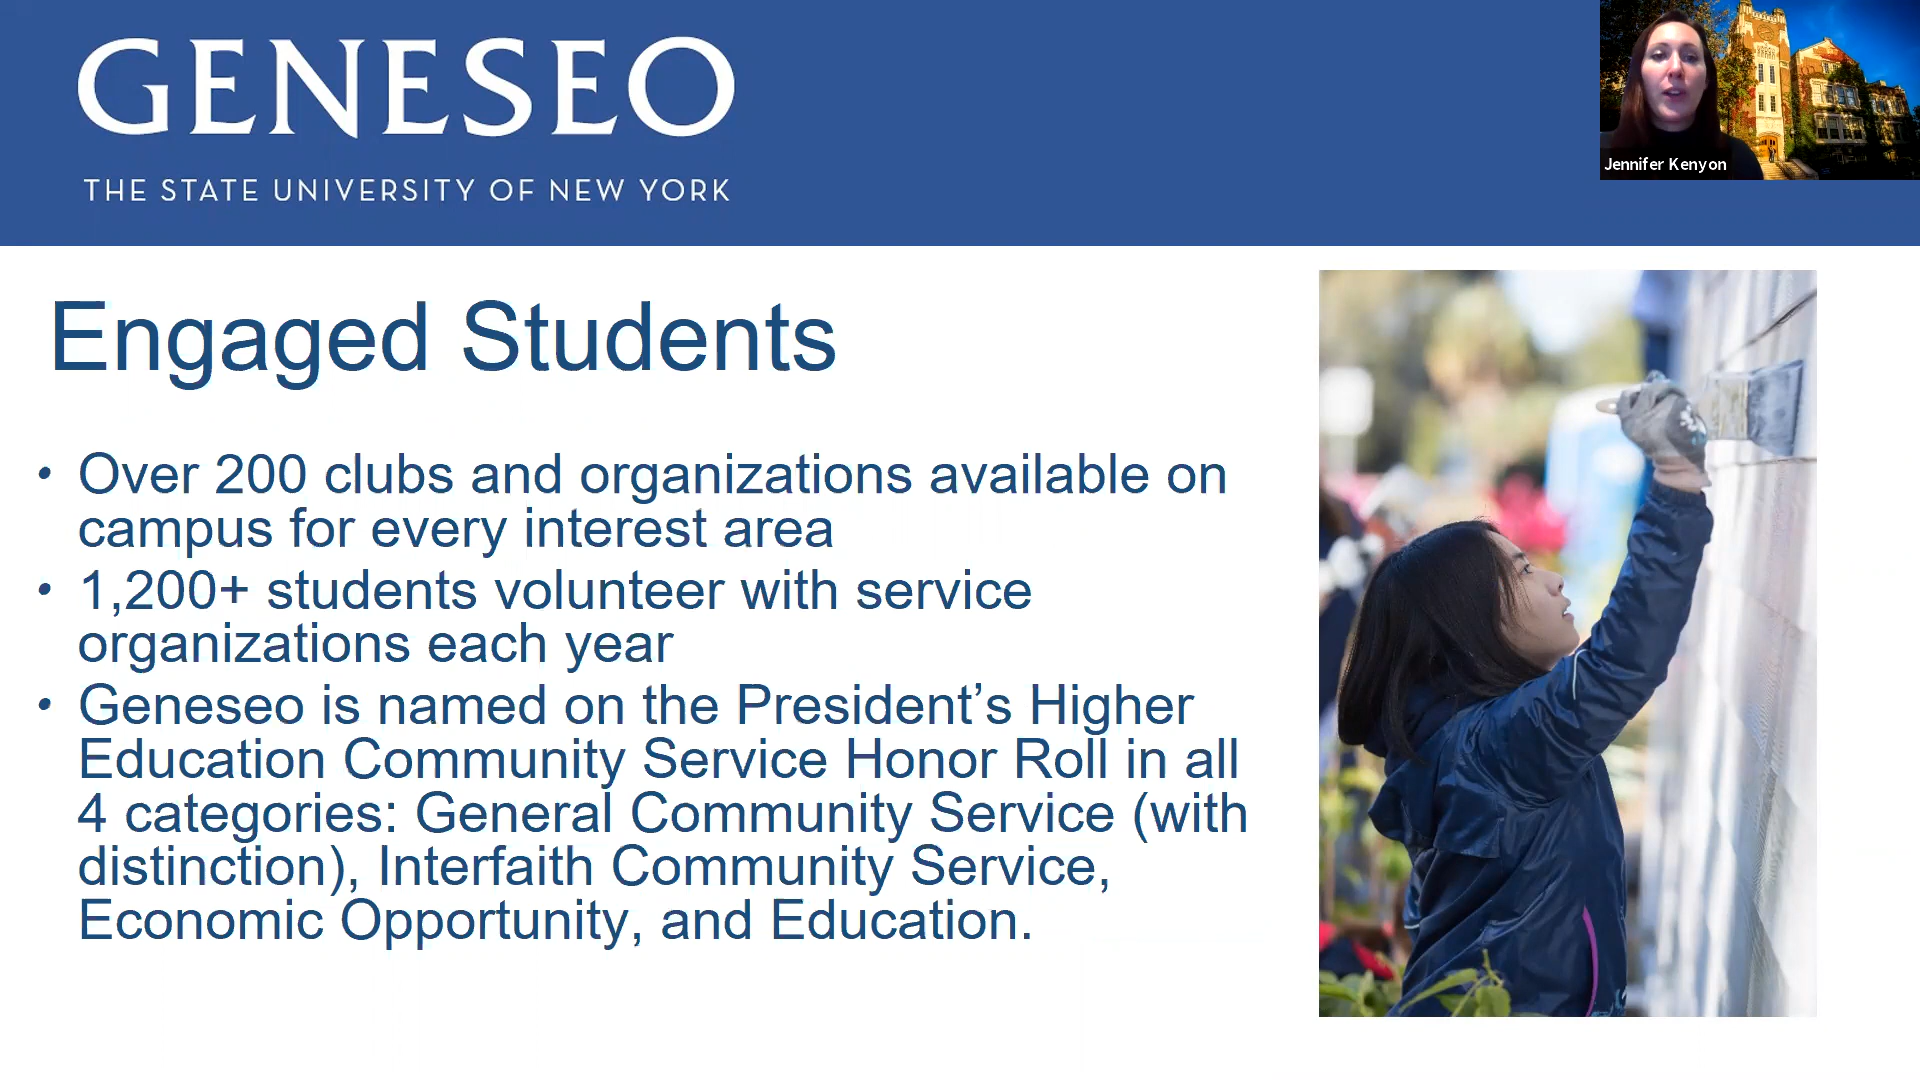 GENESEO
THE STATE UNIVERSITY OF NEW YORK
Jennifer Kenyon
Engaged Students
• Over 200 clubs and organizations available on
campus for every interest area
• 1,200+ students volunteer with service
organizations each year
• Geneseo is named on the President’s Higher
Education Community Service Honor Roll in all
4 categories: General Community Service (with
distinction), Interfaith Community Service,
Economic Opportunity, and Education.